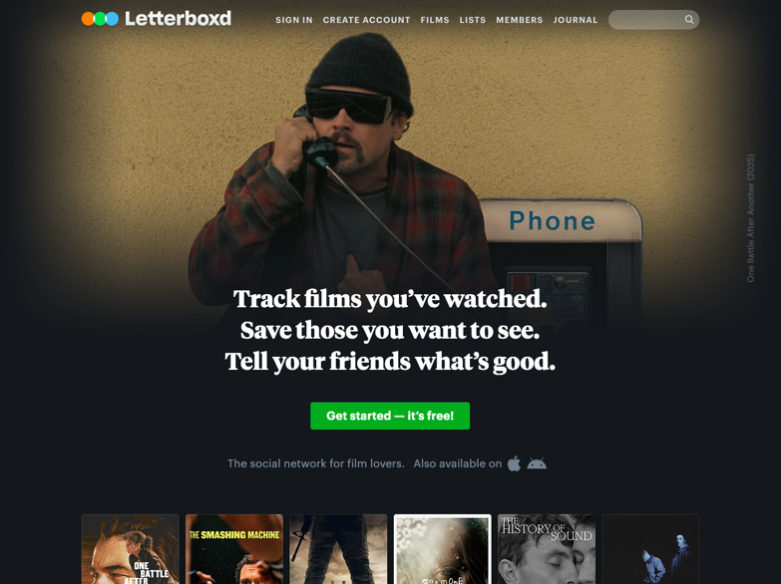 Letterboxd
SIGN IN CREATE ACCOUNT FILMS LISTS MEMBERS JOURNAL
Phone
One Battle After Another (2025)
Track films you’ve watched.
Save those you want to see.
Tell your friends what’s good.
Get started — it’s free!
The social network for film lovers. Also available on
ONE
BATTLE
AFTER
THE SMASHING MACHINE
THE
HISTORY OF
SOUND